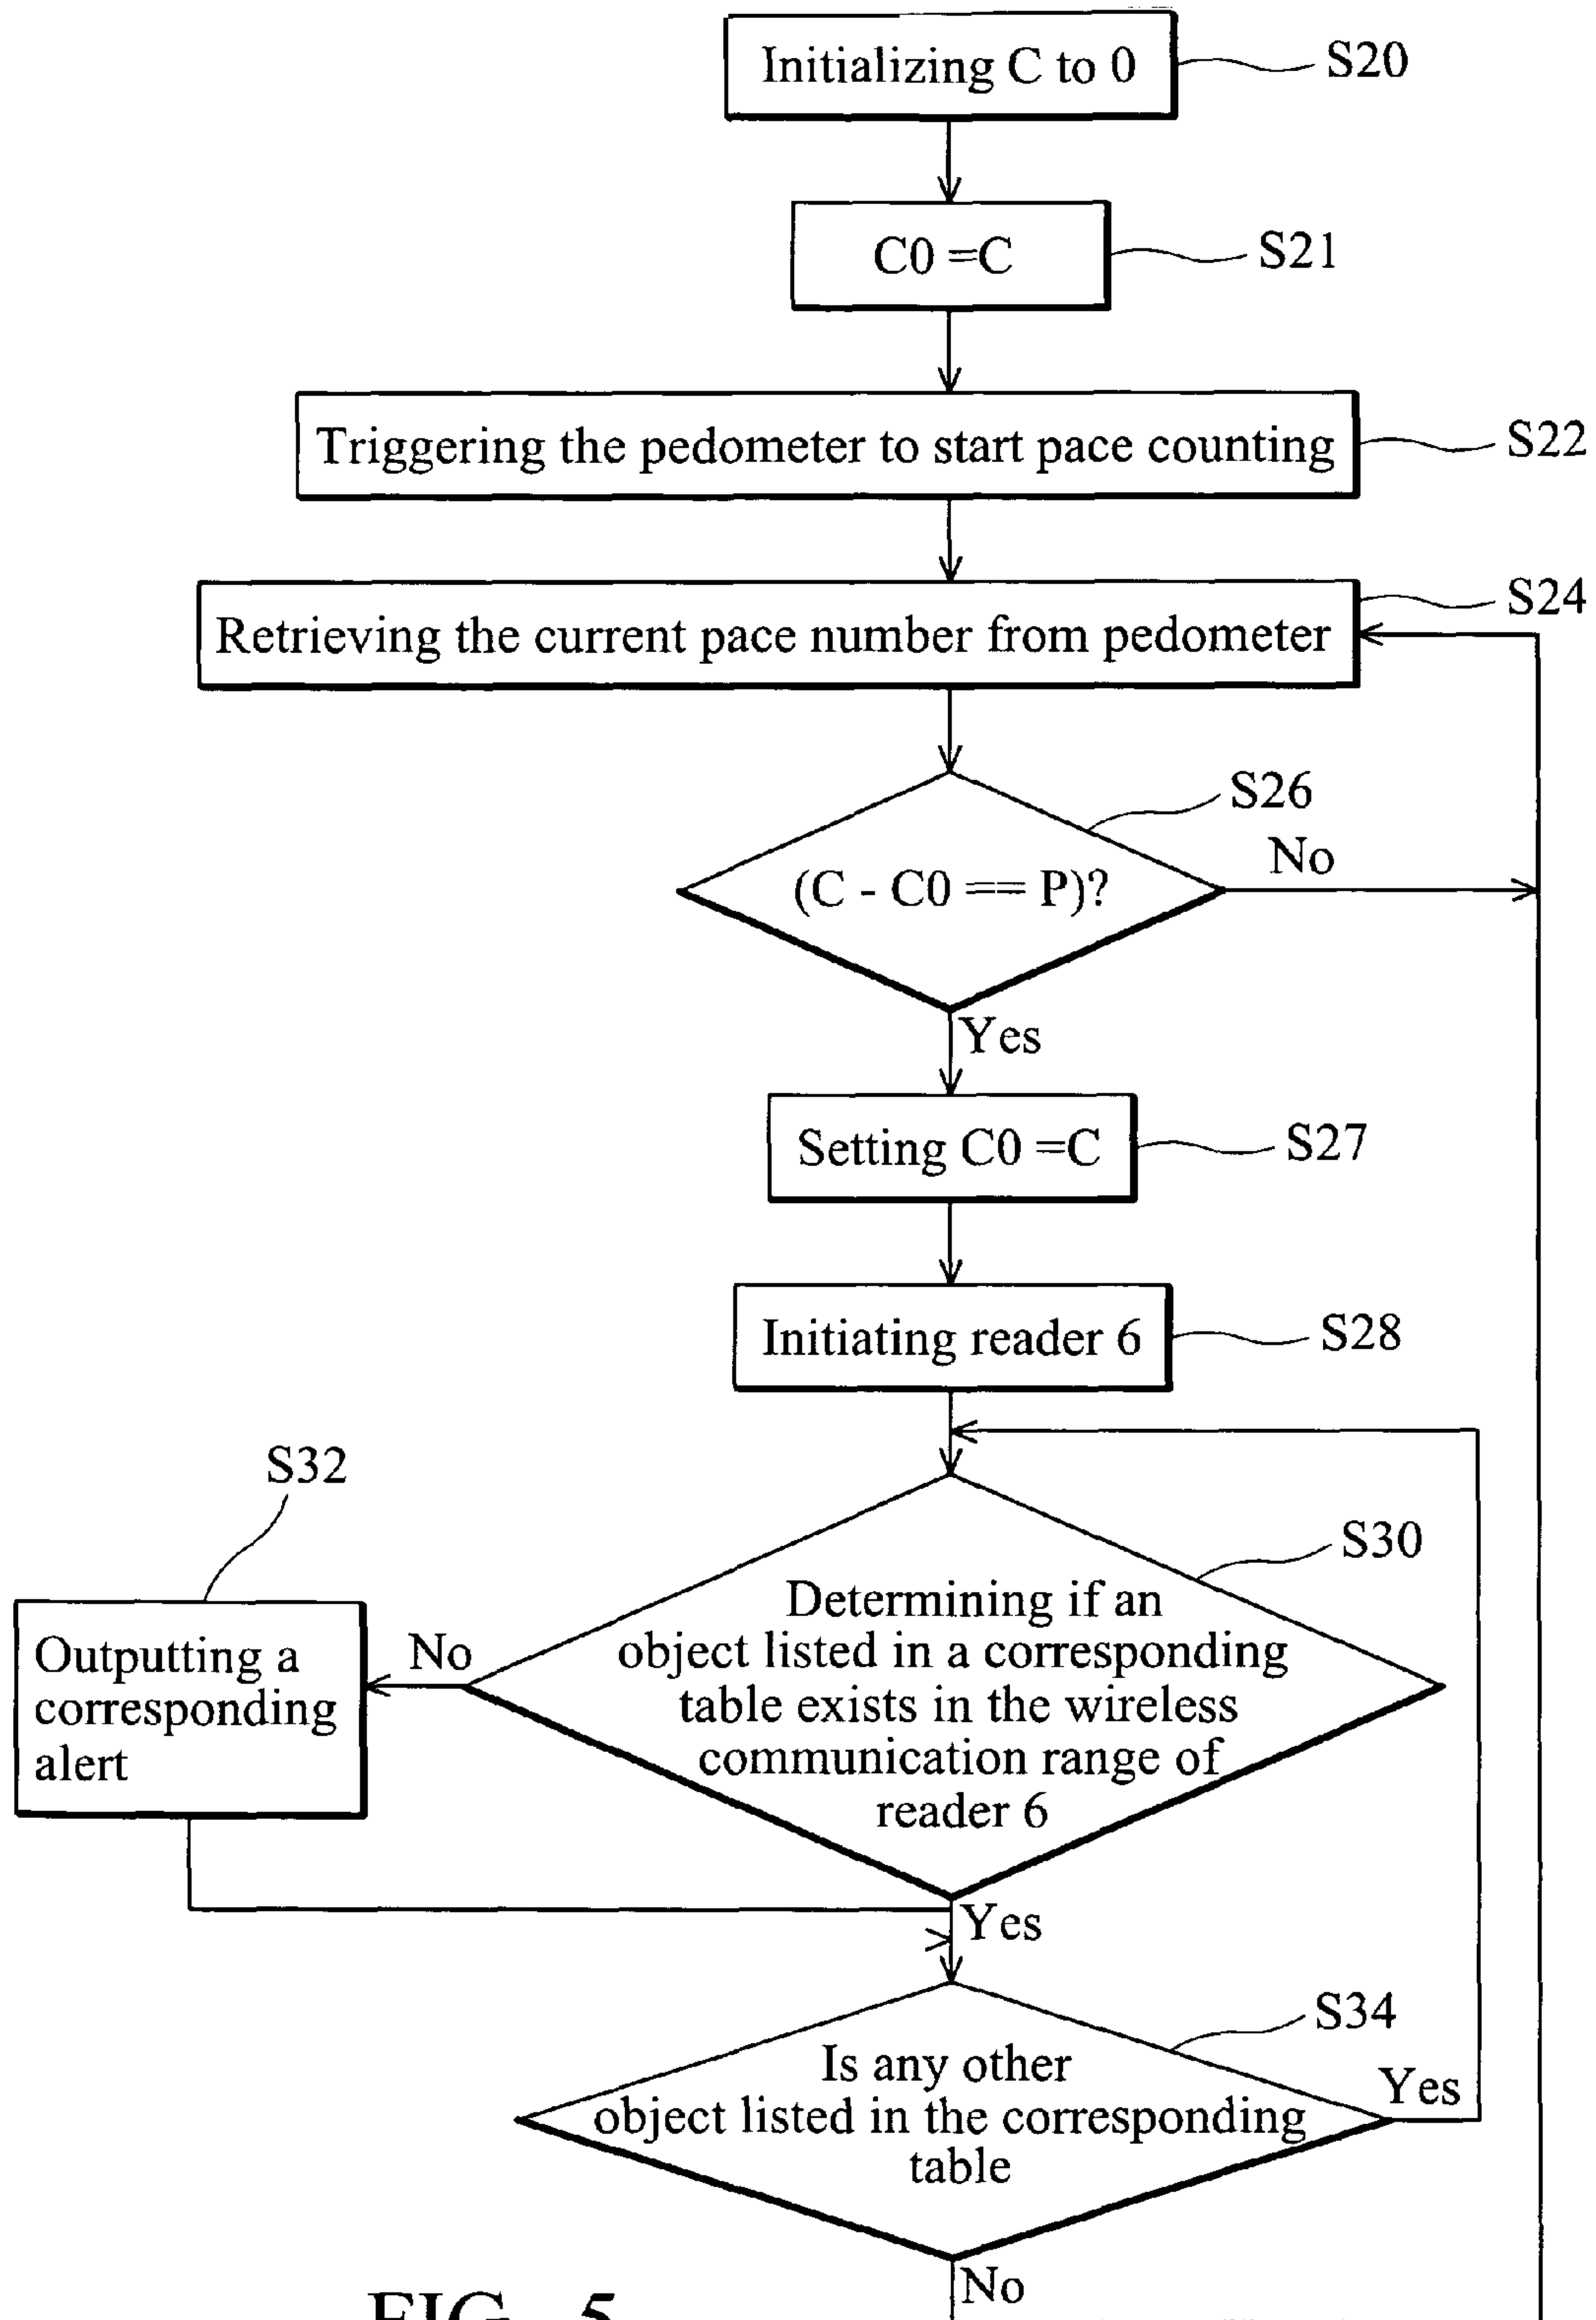 Initializing C to 0
S20
C0 =C
S21
Triggering the pedometer to start pace counting
S22
Retrieving the current pace number from pedometer
S24
S26
(C - C0 == P)?
No
Yes
Setting C0 =C
S27
Initiating reader 6
S28
S32
S30
Outputting a
corresponding
alert
No
Determining if an
object listed in a corresponding
table exists in the wireless
communication range of
reader 6
Yes
S34
Is any other
object listed in the corresponding
table
Yes
No
FIG. 5